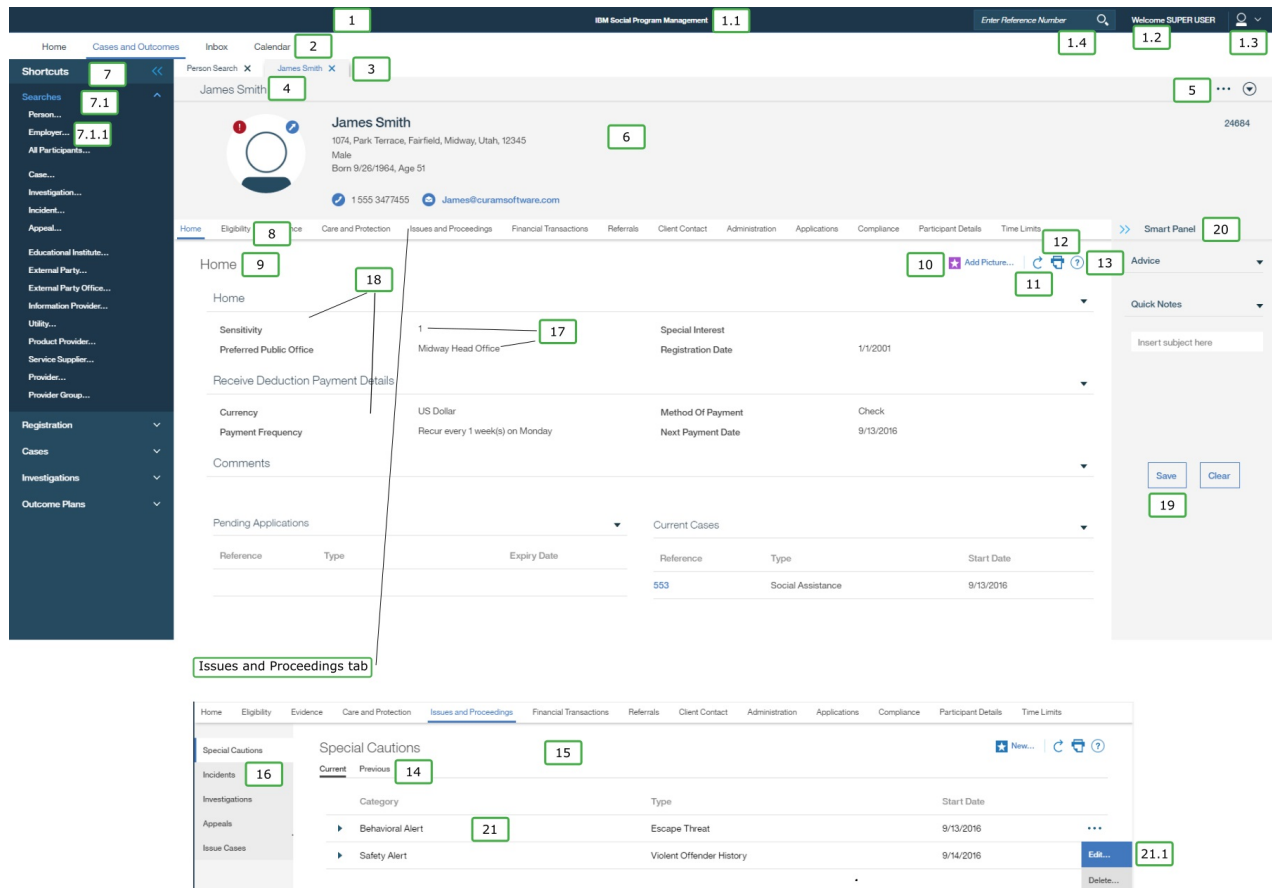 1 IBM Social Program Management 1.1 Enter Reference Number Welcome SUPER USER
1.4 1.2 1.3
Home Cases and Outcomes Inbox Calendar 2
Shortcuts 7 Person Search X James Smith X 3
James Smith 4 5
Searches 7.1
Person...
Employer... 7.1.1
All Participants...
Case...
Investigation...
Incident...
Appeal...
Educational Institute...
External Party...
External Party Office...
Information Provider...
Utility...
Product Provider...
Service Supplier...
Provider...
Provider Group...
Registration
Cases
Investigations
Outcome Plans
James Smith 6 24684
1074, Park Terrace, Fairfield, Midway, Utah, 12345
Male
Born 9/26/1964, Age 51
1 555 3477455 James@curamsoftware.com
Home Eligibility 8 nce Care and Protection Issues and Proceedings Financial Transactions Referrals Client Contact Administration Applications Compliance Participant Details Time Limits
Smart Panel 20
12
Home 9 10 Add Picture... ? 13
11
18
Home
Sensitivity 1 17 Special Interest
Preferred Public Office Midway Head Office Registration Date 1/1/2001
Receive Deduction Payment Details
Currency US Dollar Method Of Payment Check
Payment Frequency Recur every 1 week(s) on Monday Next Payment Date 9/13/2016
Comments
Pending Applications
Reference Type Expiry Date
Current Cases
Reference Type Start Date
553 Social Assistance 9/13/2016
Advice
Quick Notes
Insert subject here
Save Clear
19
Issues and Proceedings tab
Home Eligibility Evidence Care and Protection Issues and Proceedings Financial Transactions Referrals Client Contact Administration Applications Compliance Participant Details Time Limits
Special Cautions
Incidents 16
Investigations
Appeals
Issue Cases
Special Cautions 15 New... ?
Current Previous 14
Category Type Start Date
Behavioral Alert 21 Escape Threat 9/13/2016 ...
Safety Alert Violent Offender History 9/14/2016 Edit... 21.1
Delete...